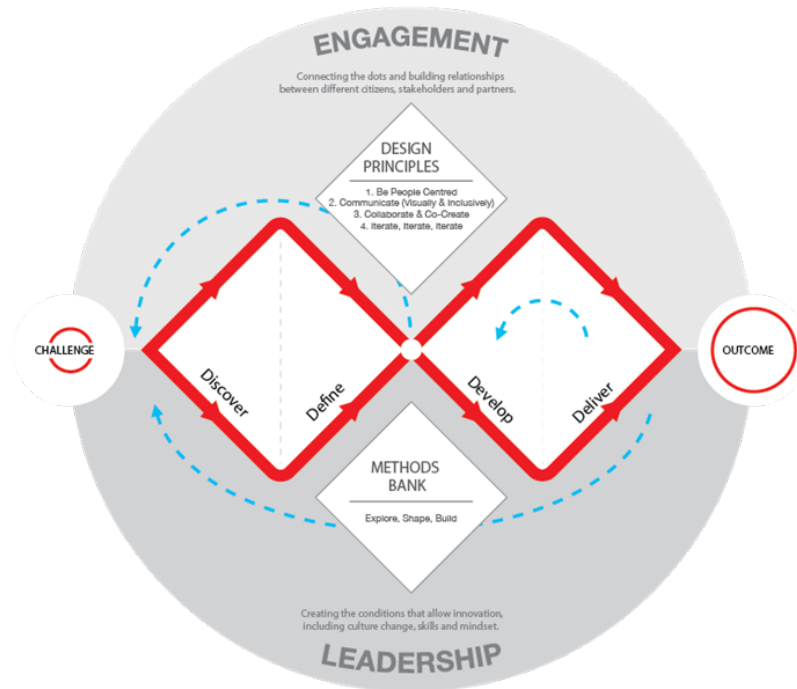 ENGAGEMENT
Connecting the dots and building relationships
between different citizens, stakeholders and partners.
DESIGN
PRINCIPLES
1. Be People Centred
2. Communicate (Visually & Inclusively)
3. Collaborate & Co-Create
4. Iterate, Iterate, Iterate
CHALLENGE
Discover
Define
Develop
Deliver
OUTCOME
METHODS
BANK
Explore, Shape, Build
Creating the conditions that allow innovation,
including culture change, skills and mindset.
LEADERSHIP